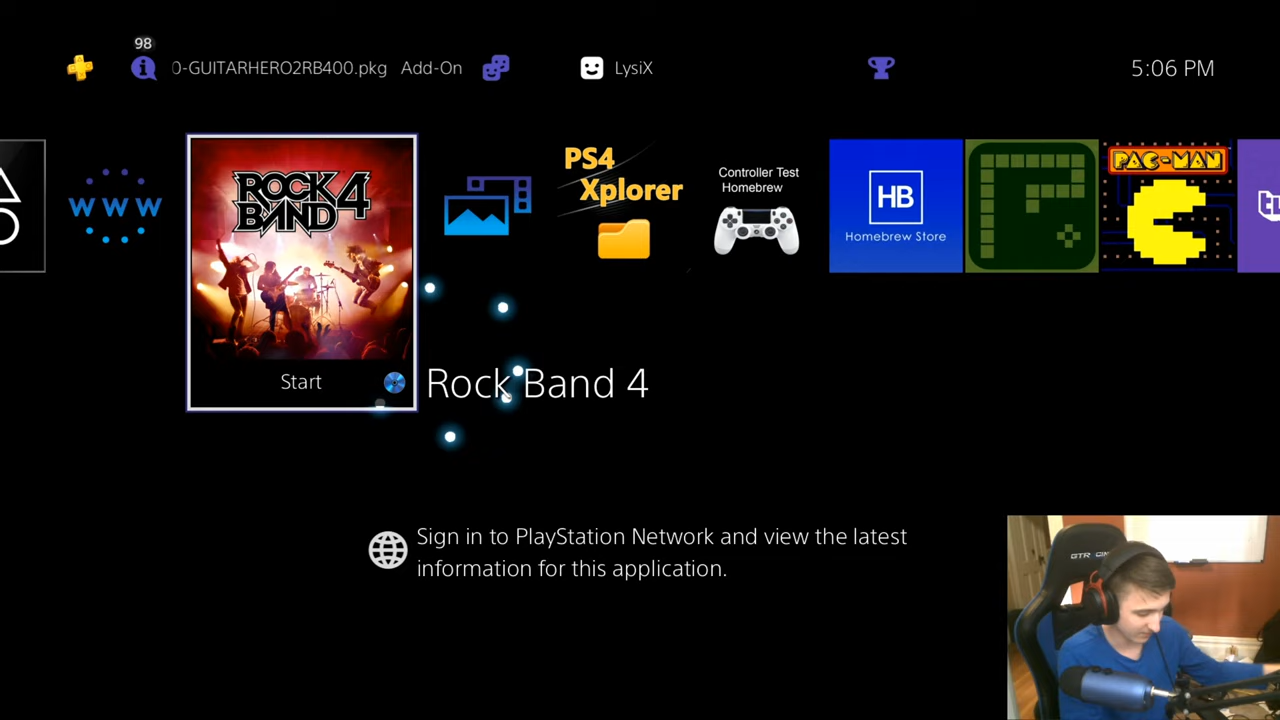 98
0-GUITARHERO2RB400.pkg Add-On
LysiX
5:06 PM
WWW
ROCK BAND 4
Start
Rock Band 4
PS4
Xplorer
Controller Test
Homebrew
HB
Homebrew Store
PAC-MAN
Sign in to PlayStation Network and view the latest
information for this application.
GTR